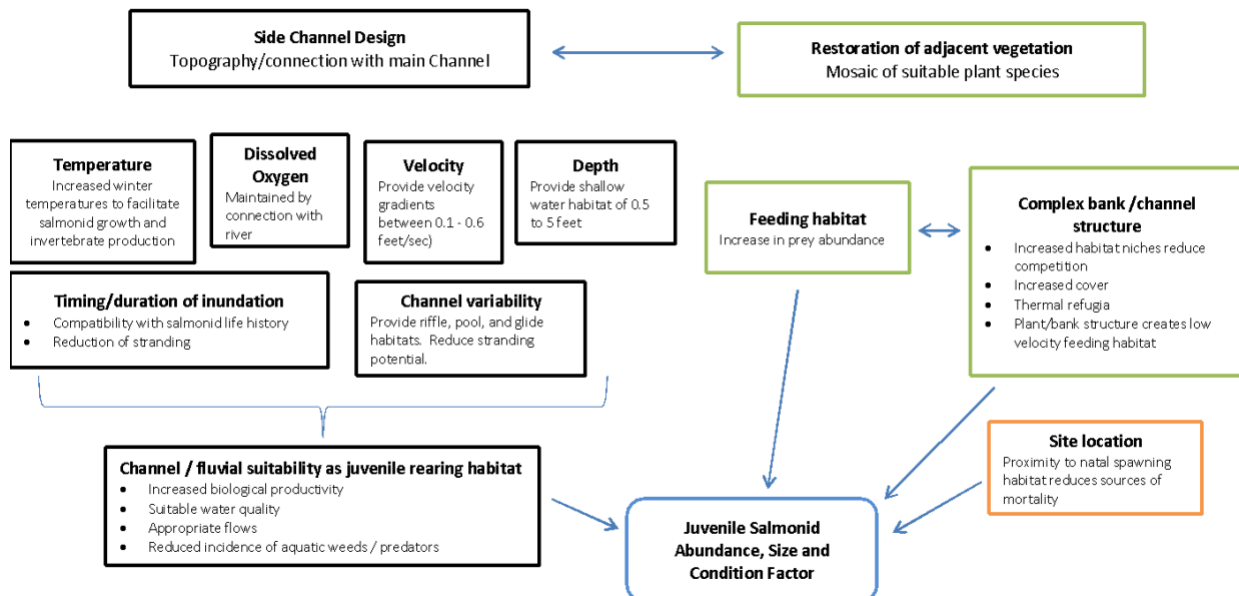 Side Channel Design
Topography/connection with main Channel
Restoration of adjacent vegetation
Mosaic of suitable plant species
Temperature
Increased winter
temperatures to facilitate
salmonid growth and
invertebrate production
Dissolved
Oxygen
Maintained by
connection with
river
Velocity
Provide velocity
gradients
between 0.1 - 0.6
feet/sec)
Depth
Provide shallow
water habitat of 0.5
to 5 feet
Feeding habitat
Increase in prey abundance
Complex bank /channel
structure
• Increased habitat niches reduce
competition
• Increased cover
• Thermal refugia
• Plant/bank structure creates low
velocity feeding habitat
Timing/duration of inundation
• Compatibility with salmonid life history
• Reduction of stranding
Channel variability
Provide riffle, pool, and glide
habitats. Reduce stranding
potential.
Channel / fluvial suitability as juvenile rearing habitat
• Increased biological productivity
• Suitable water quality
• Appropriate flows
• Reduced incidence of aquatic weeds / predators
Site location
Proximity to natal spawning
habitat reduces sources of
mortality
Juvenile Salmonid
Abundance, Size and
Condition Factor